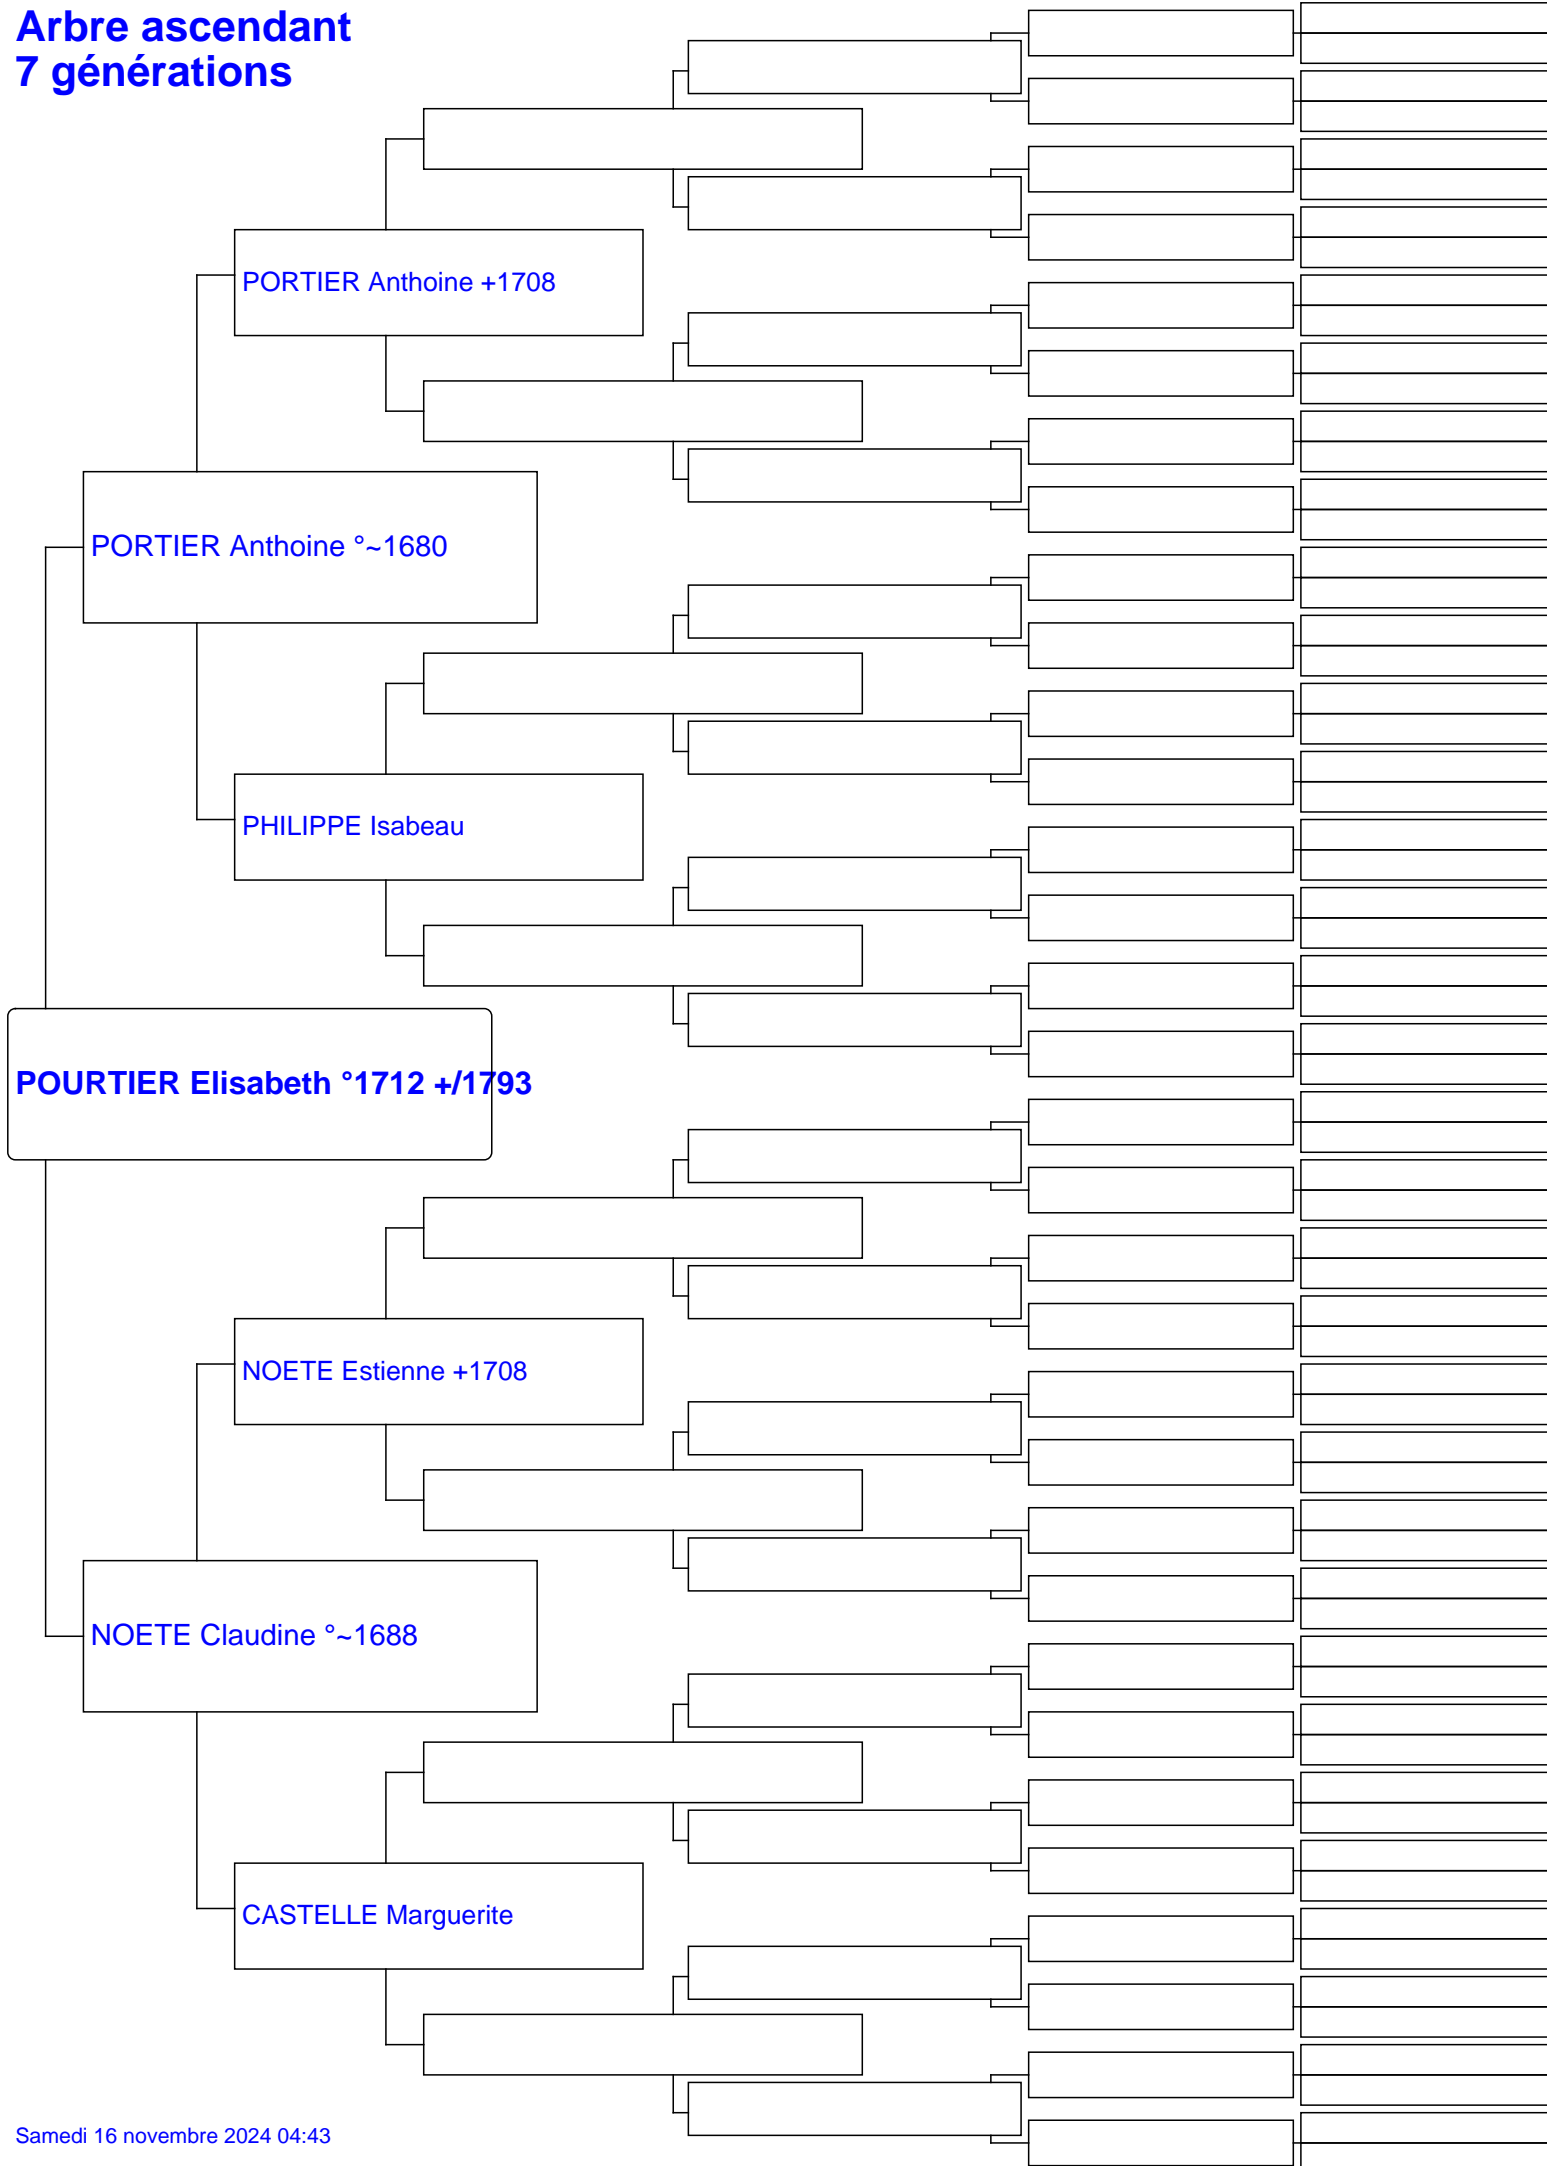 Arbre ascendant
7 générations
PORTIER Anthoine +1708
PORTIER Anthoine °~1680
PHILIPPE Isabeau
POURTIER Elisabeth °1712 +/1793
NOETE Estienne +1708
NOETE Claudine °~1688
CASTELLE Marguerite
Samedi 16 novembre 2024 04:43